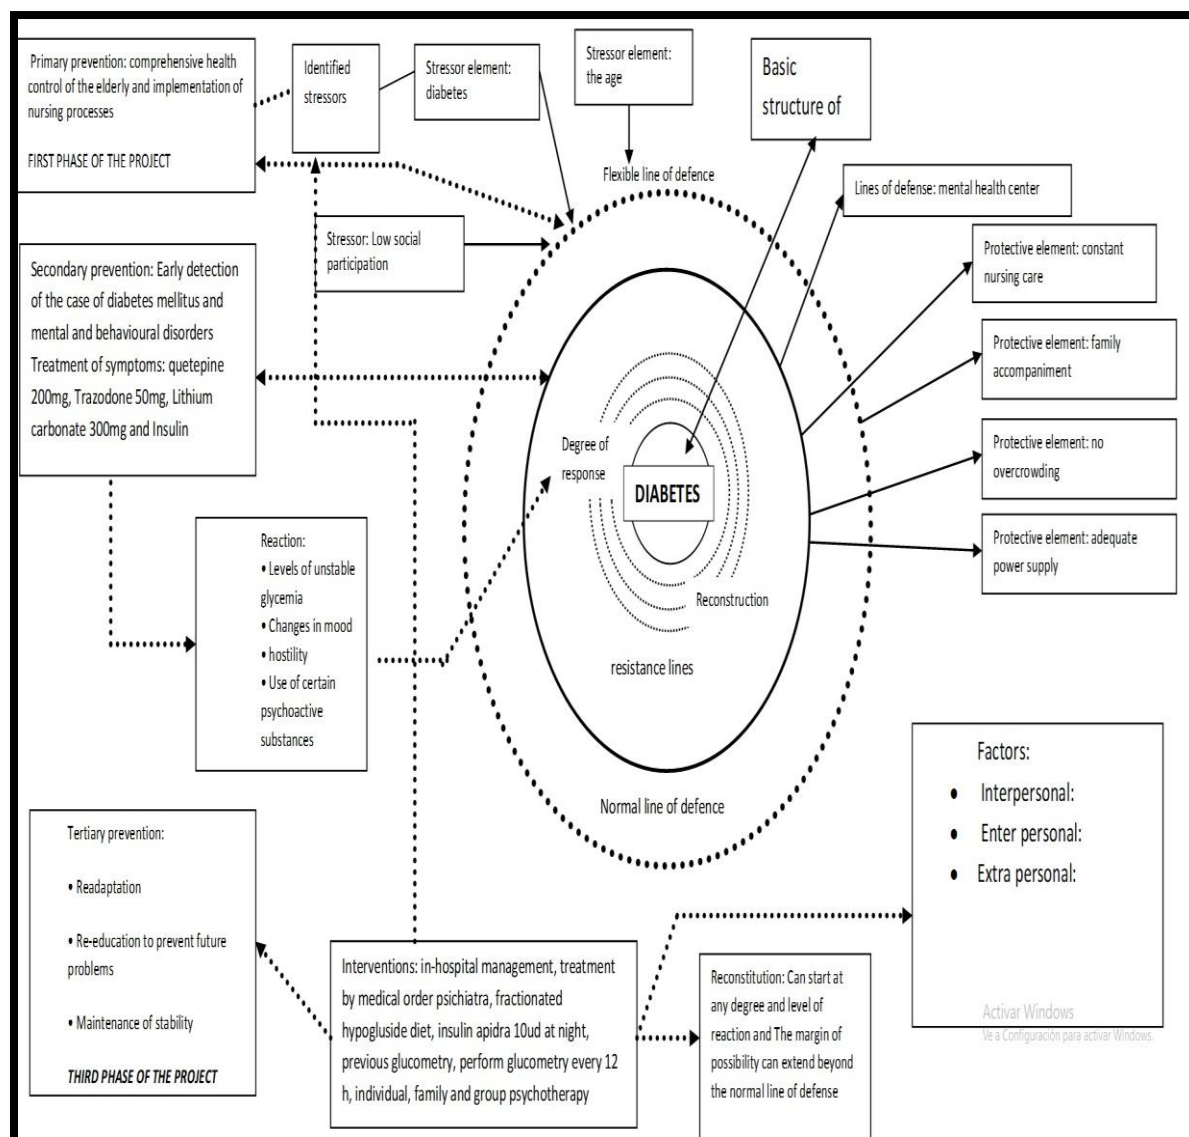 Primary prevention: comprehensive health
control of the elderly and implementation of
nursing processes
FIRST PHASE OF THE PROJECT
Identified
stressors
Stressor element:
diabetes
Stressor element:
the age
Basic
structure of
Flexible line of defence
Lines of defense: mental health center
Stressor: Low social
participation
Protective element: constant
nursing care
Secondary prevention: Early detection
of the case of diabetes mellitus and
mental and behavioural disorders
Treatment of symptoms: quetepine
200mg, Trazodone 50mg, Lithium
carbonate 300mg and Insulin
Protective element: family
accompaniment
Degree of
response
DIABETES
Protective element: no
overcrowding
Protective element: adequate
power supply
Reaction:
• Levels of unstable
glycemia
• Changes in mood
• hostility
• Use of certain
psychoactive
substances
Reconstruction
resistance lines
Normal line of defence
Factors:
• Interpersonal:
• Enter personal:
• Extra personal:
Tertiary prevention:
• Readaptation
• Re-education to prevent future
problems
• Maintenance of stability
THIRD PHASE OF THE PROJECT
Interventions: in-hospital management, treatment
by medical order psichiatra, fractionated
hypogluside diet, insulin apidra 10ud at night,
previous glucometry, perform glucometry every 12
h, individual, family and group psychotherapy
Reconstitution: Can start at
any degree and level of
reaction and The margin of
possibility can extend beyond
the normal line of defense
Activar Windows
Ve a Configuración para activar Windows.